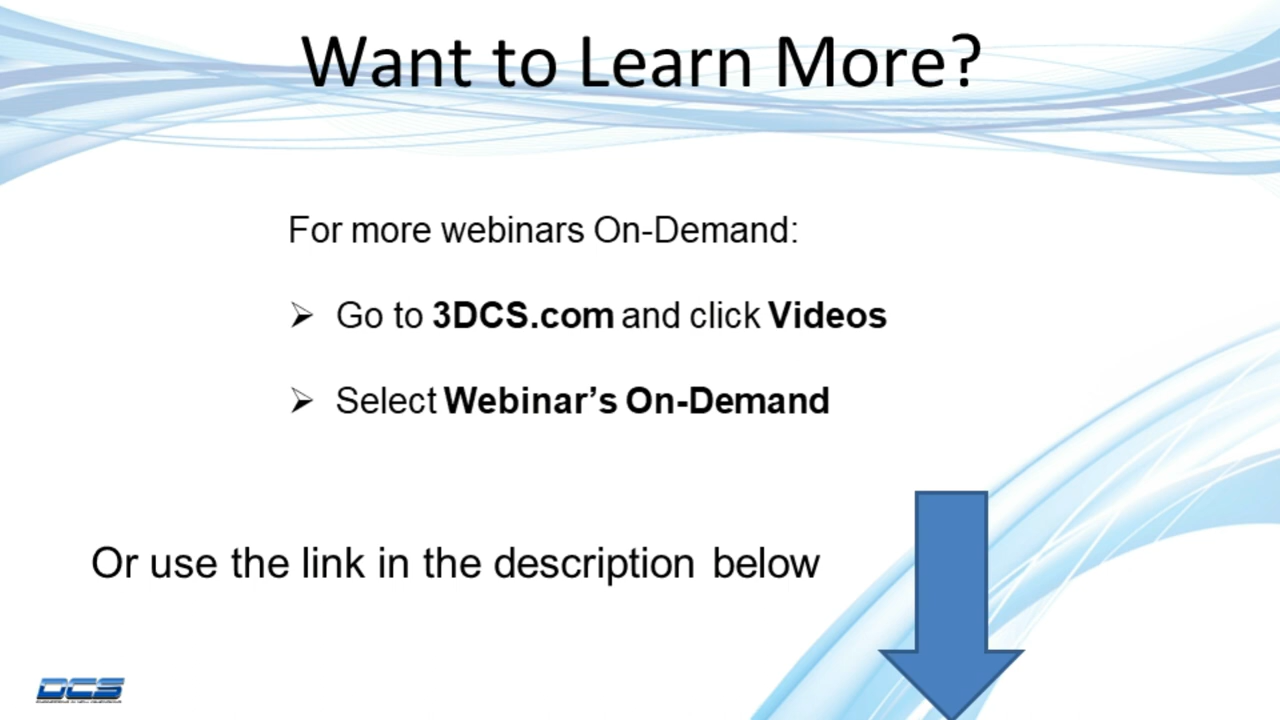 Want to Learn More?
For more webinars On-Demand:
➢ Go to 3DCS.com and click Videos
➢ Select Webinar’s On-Demand
Or use the link in the description below
DCS